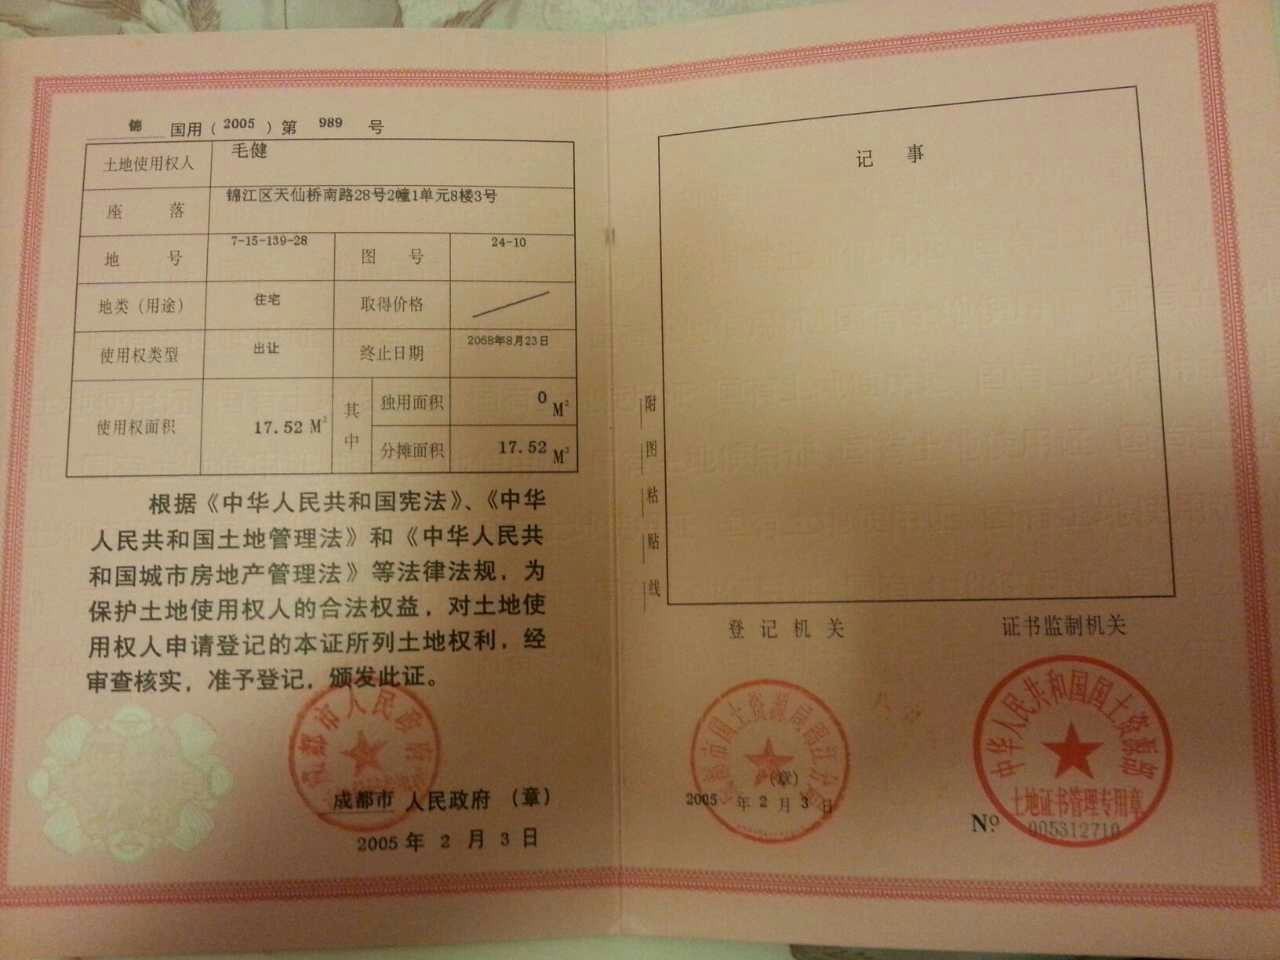 锦 国用（2005）第 989 号
土地使用权人 毛健
座 落 锦江区天仙桥南路28号2幢1单元8楼3号
地 号 7-15-139-28 图 号 24-10
地类（用途） 住宅 取得价格
使用权类型 出让 终止日期 2068年8月23日
使用权面积 17.52 M² 其中 独用面积 0 M²
分摊面积 17.52 M²
根据《中华人民共和国宪法》、《中华
人民共和国土地管理法》和《中华人民共
和国城市房地产管理法》等法律法规，为
保护土地使用权人的合法权益，对土地使
用权人申请登记的本证所列土地权利，经
审查核实，准予登记，颁发此证。
成都市人民政府
成都市 人民政府（章）
2005 年 2 月 3 日
记 事
附图粘贴线
登记机关
证书监制机关
成都市国土资源局锦江分局
（章）
2005 年 2 月 3 日
中华人民共和国国土资源部
土地证书管理专用章
Nº 005312710